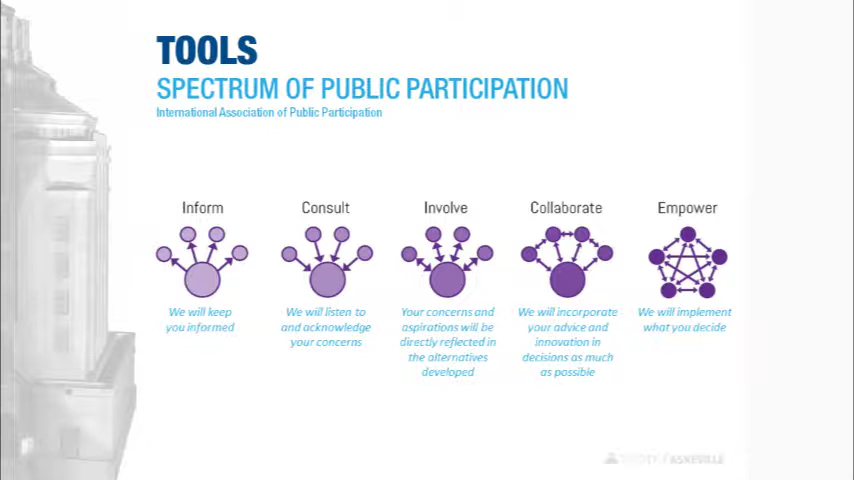 TOOLS
SPECTRUM OF PUBLIC PARTICIPATION
International Association of Public Participation
Inform
Consult
Involve
Collaborate
Empower
We will keep
you informed
We will listen to
and acknowledge
your concerns
Your concerns and
aspirations will be
directly reflected in
the alternatives
developed
We will incorporate
your advice and
innovation in
decisions as much
as possible
We will implement
what you decide
ASHEVILLE